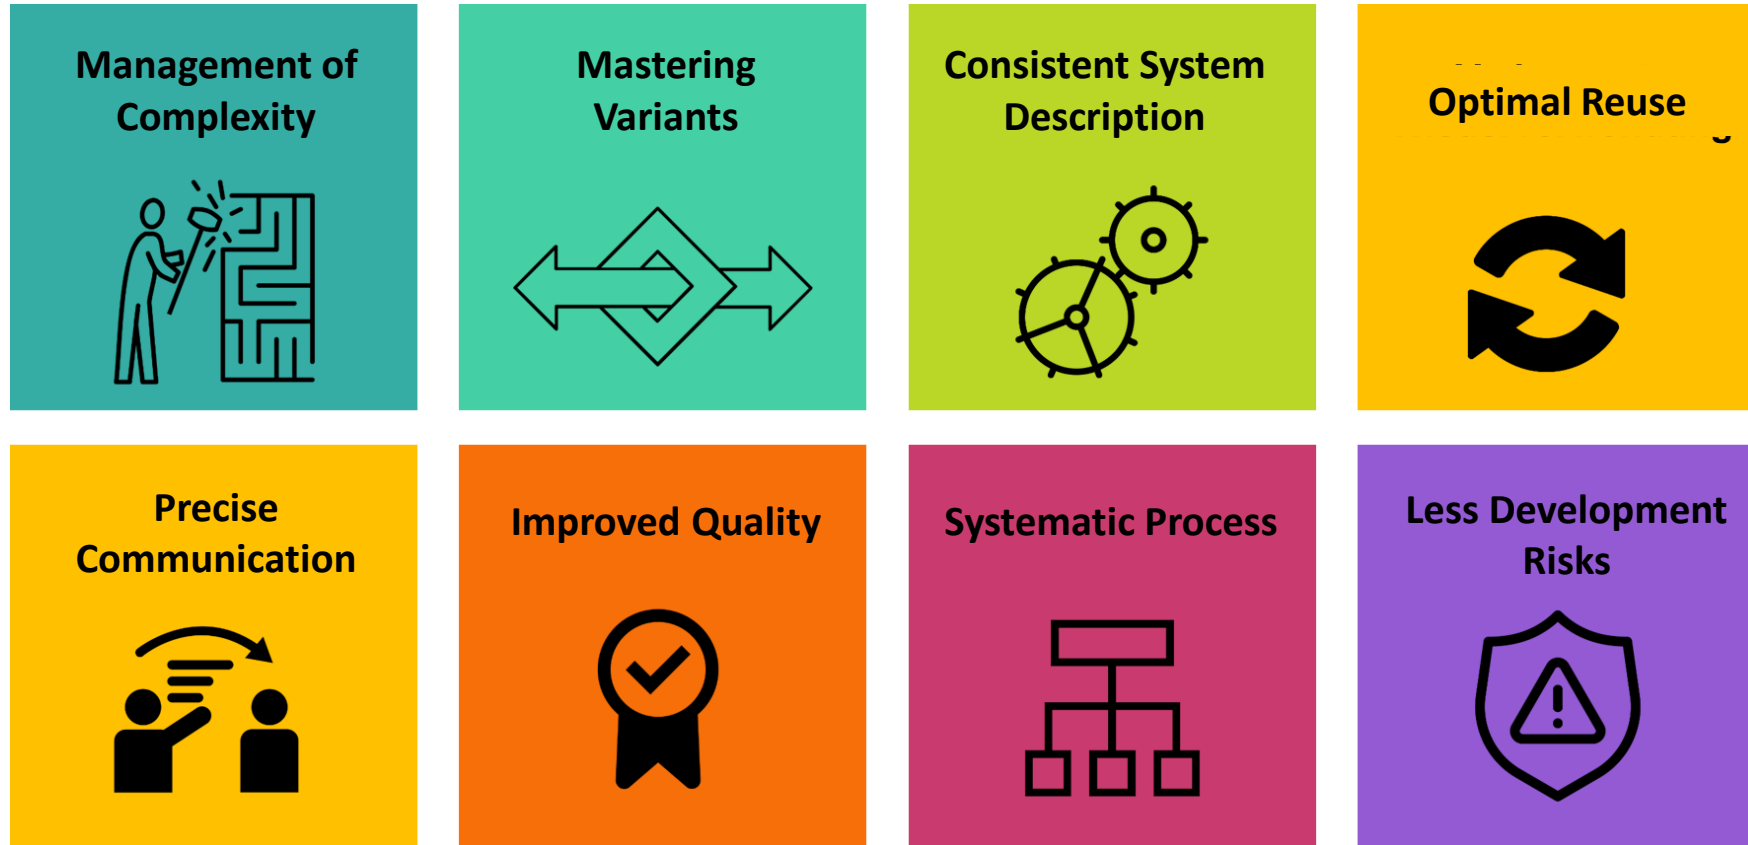 Management of
Complexity
Mastering
Variants
Consistent System
Description
Optimal Reuse
Precise
Communication
Improved Quality
Systematic Process
Less Development
Risks